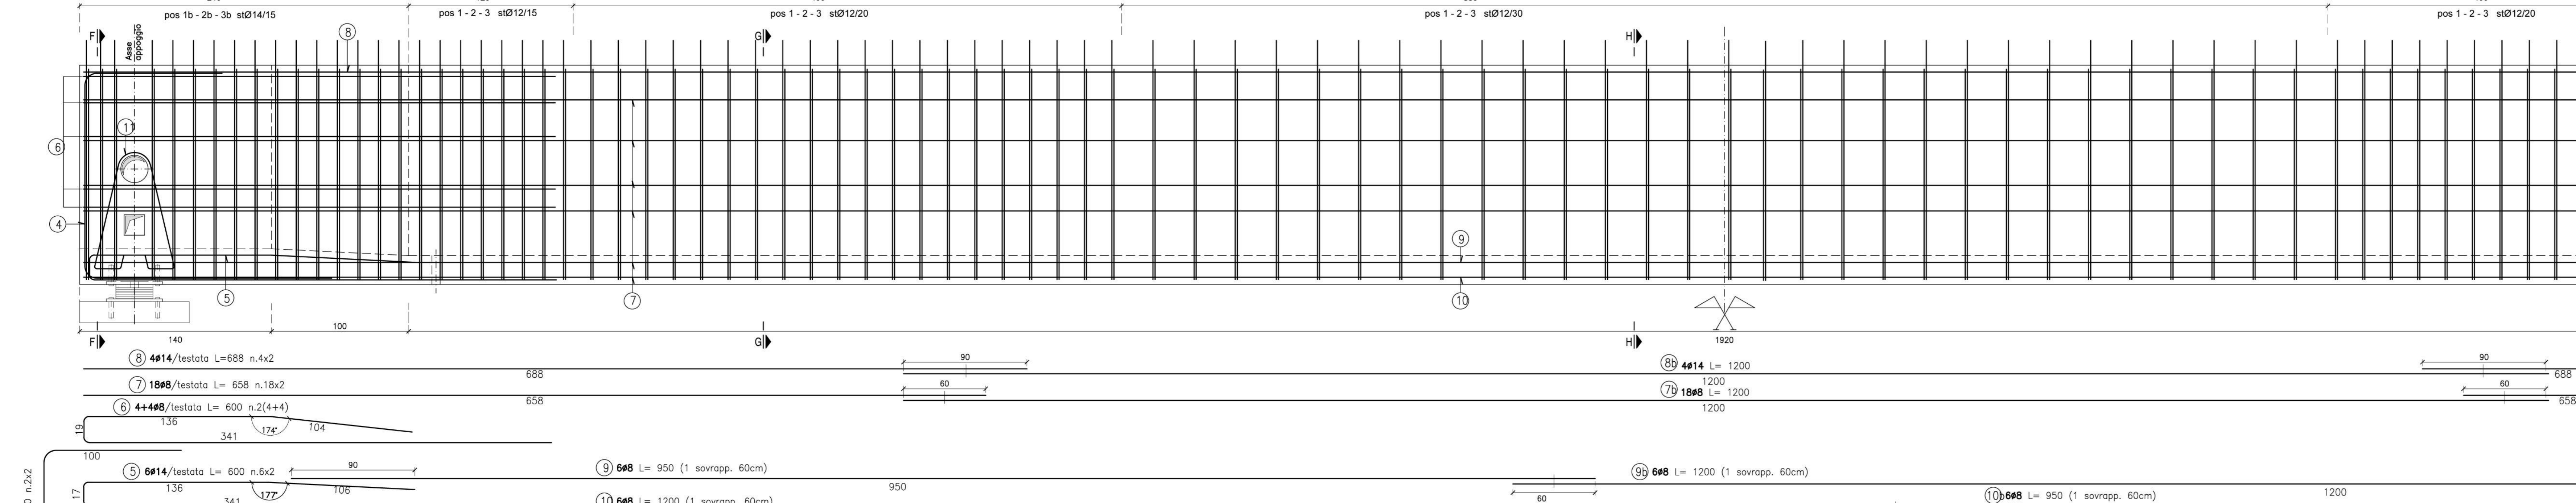 pos 1b - 2b - 3b stØ14/15
pos 1 - 2 - 3 stØ12/15
pos 1 - 2 - 3 stØ12/20
pos 1 - 2 - 3 stØ12/30
pos 1 - 2 - 3 stØ12/20
F
Asse
appoggio
8
G
H
11
6
4
9
5
7
10
100
140
1920
F
G
H
8 4ø14/testata L=688 n.4x2
90
688
8b 4ø14 L= 1200
1200
90
688
7 18ø8/testata L= 658 n.18x2
60
658
7b 18ø8 L= 1200
1200
60
658
6 4+4ø8/testata L= 600 n.2(4+4)
136
174°
104
19
341
100
5 6ø14/testata L= 600 n.6x2
90
9 6ø8 L= 950 (1 sovrapp. 60cm)
950
9b 6ø8 L= 1200 (1 sovrapp. 60cm)
1200
n.2x2
17
136
177°
106
341
10 6ø8 L= 1200 (1 sovrapp. 60cm)
60
10b 6ø8 L= 950 (1 sovrapp. 60cm)